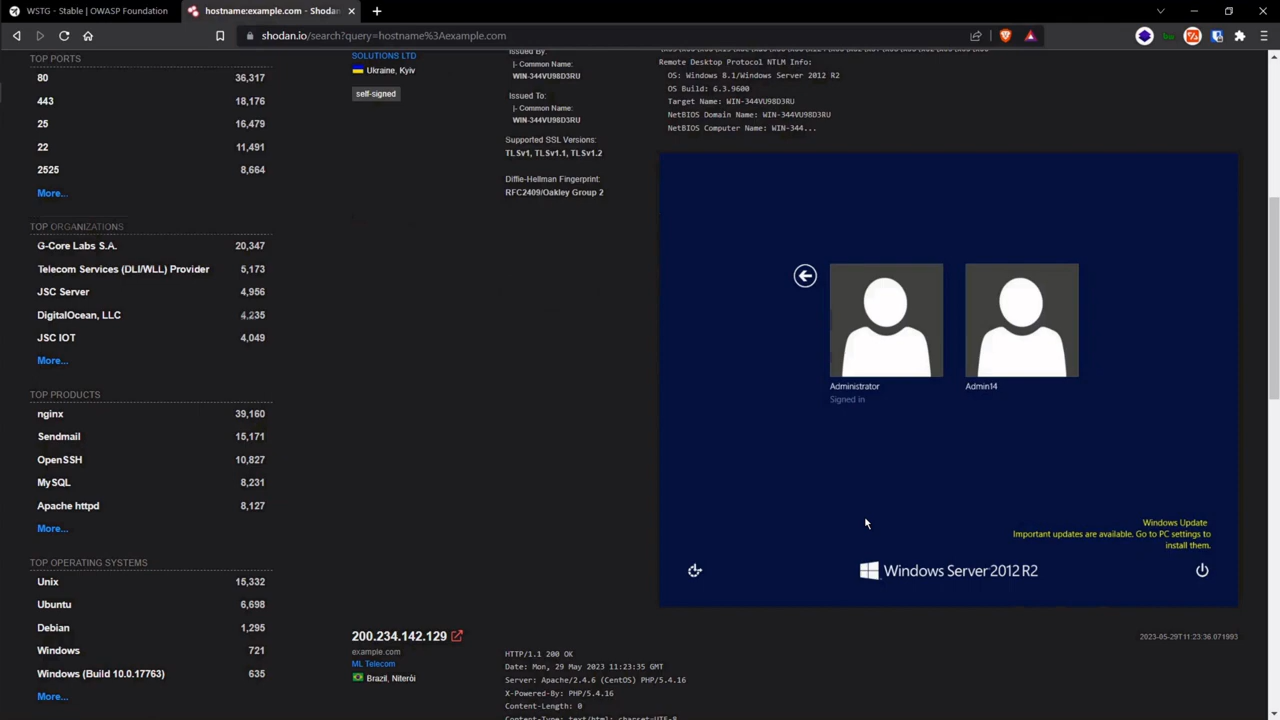 WSTG - Stable | OWASP Foundation
hostname:example.com - Shodan
shodan.io/search?query=hostname%3Aexample.com
TOP PORTS
80 36,317
443 18,176
25 16,479
22 11,491
2525 8,664
More...
TOP ORGANIZATIONS
G-Core Labs S.A. 20,347
Telecom Services (DLI/WLL) Provider 5,173
JSC Server 4,956
DigitalOcean, LLC 4,235
JSC IOT 4,049
More...
TOP PRODUCTS
nginx 39,160
Sendmail 15,171
OpenSSH 10,827
MySQL 8,231
Apache httpd 8,127
More...
TOP OPERATING SYSTEMS
Unix 15,332
Ubuntu 6,698
Debian 1,295
Windows 721
Windows (Build 10.0.17763) 635
More...
SOLUTIONS LTD
Ukraine, Kyiv
self-signed
Issued By:
|- Common Name:
WIN-344VU98D3RU
Issued To:
|- Common Name:
WIN-344VU98D3RU
Supported SSL Versions:
TLSv1, TLSv1.1, TLSv1.2
Diffie-Hellman Fingerprint:
RFC2409/Oakley Group 2
Remote Desktop Protocol NTLM Info:
OS: Windows 8.1/Windows Server 2012 R2
OS Build: 6.3.9600
Target Name: WIN-344VU98D3RU
NetBIOS Domain Name: WIN-344VU98D3RU
NetBIOS Computer Name: WIN-344...
Administrator
Signed in
Admin14
Windows Update
Important updates are available. Go to PC settings to
install them.
Windows Server 2012 R2
200.234.142.129
example.com
ML Telecom
Brazil, Niterói
2023-05-29T11:23:36.071993
HTTP/1.1 200 OK
Date: Mon, 29 May 2023 11:23:35 GMT
Server: Apache/2.4.6 (CentOS) PHP/5.4.16
X-Powered-By: PHP/5.4.16
Content-Length: 0
Content-Type: text/html; charset=UTF-8